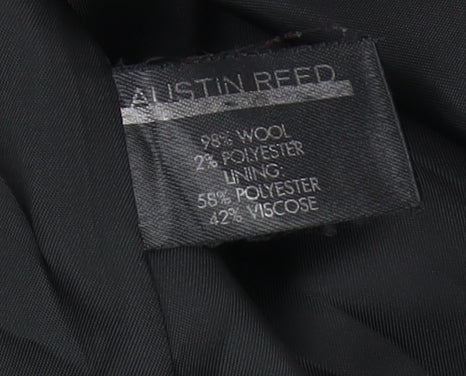 AUSTiN REED
98% WOOL
2% POLYESTER
LINING:
58% POLYESTER
42% VISCOSE